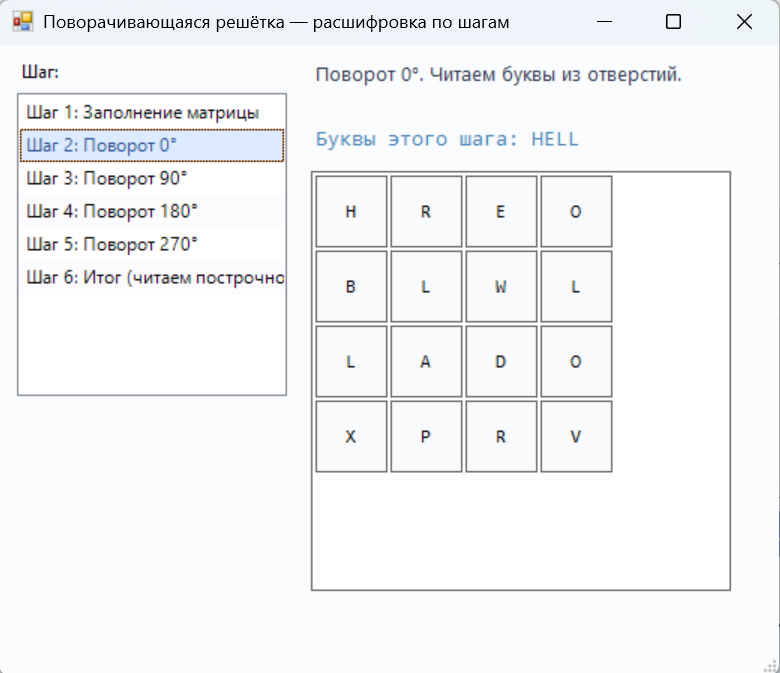 Поворачивающаяся решётка — расшифровка по шагам
Шаг:
Шаг 1: Заполнение матрицы
Шаг 2: Поворот 0°
Шаг 3: Поворот 90°
Шаг 4: Поворот 180°
Шаг 5: Поворот 270°
Шаг 6: Итог (читаем построчно
Поворот 0°. Читаем буквы из отверстий.
Буквы этого шага: HELL
H R E O
B L W L
L A D O
X P R V